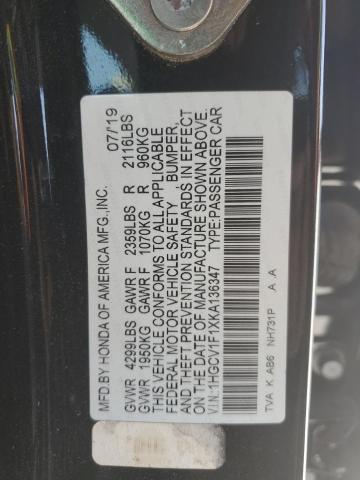 MFD.BY HONDA OF AMERICA MFG.,INC. 07/'19
GVWR 4299LBS GAWR F 2359LBS R 2116LBS
GVWR 1950KG GAWR F 1070KG R 960KG
THIS VEHICLE CONFORMS TO ALL APPLICABLE
FEDERAL MOTOR VEHICLE SAFETY , BUMPER,
AND THEFT PREVENTION STANDARDS IN EFFECT
ON THE DATE OF MANUFACTURE SHOWN ABOVE.
VIN:1HGCV1F1XKA136347 TYPE:PASSENGER CAR
TVA K AB6 NH731P A .A